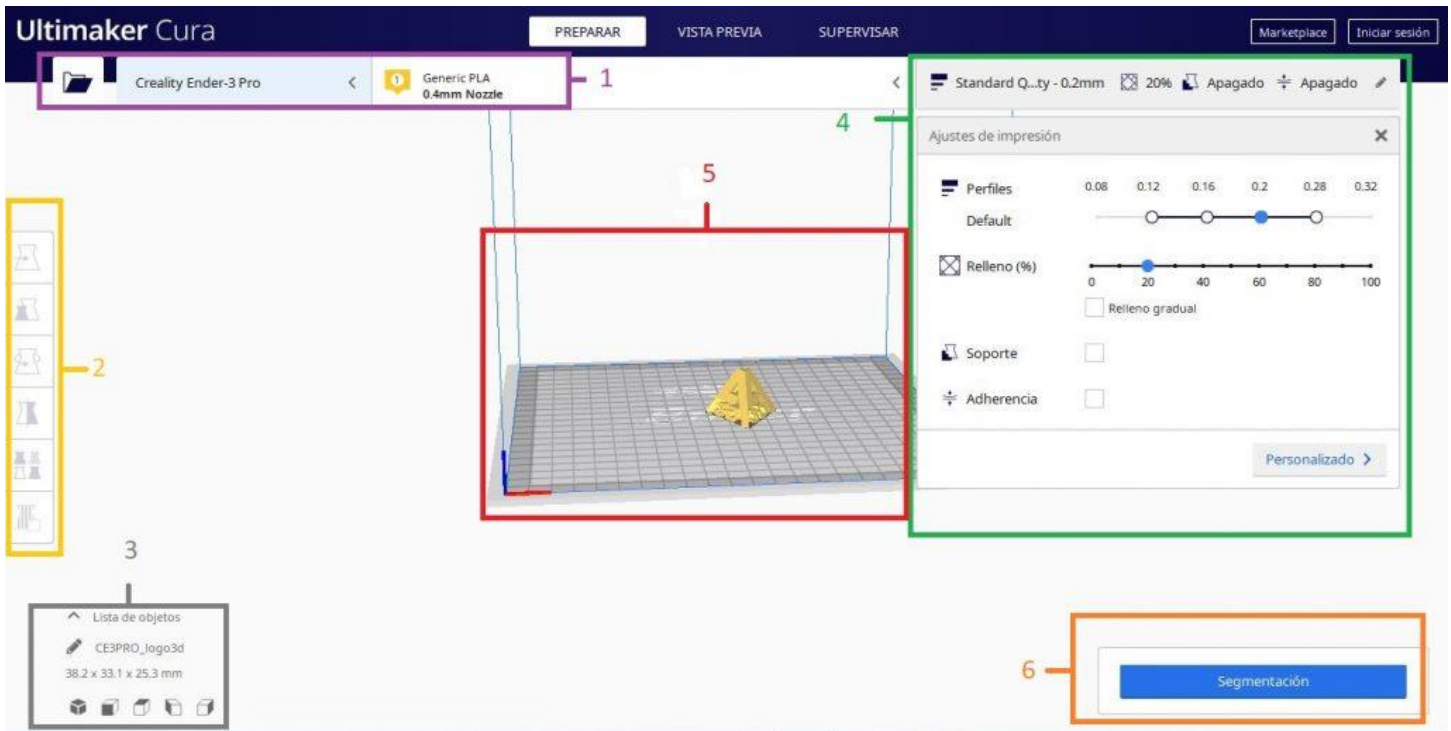 Ultimaker Cura
PREPARAR
VISTA PREVIA
SUPERVISAR
Marketplace
Iniciar sesión
Creality Ender-3 Pro
1
Generic PLA
0.4mm Nozzle
1
Standard Q...ty - 0.2mm
20%
Apagado
Apagado
4
Ajustes de impresión
5
Perfiles
0.08 0.12 0.16 0.2 0.28 0.32
Default
Relleno (%)
0 20 40 60 80 100
Relleno gradual
Soporte
2
Adherencia
Personalizado
3
Lista de objetos
CE3PRO_logo3d
38.2 x 33.1 x 25.3 mm
6
Segmentación